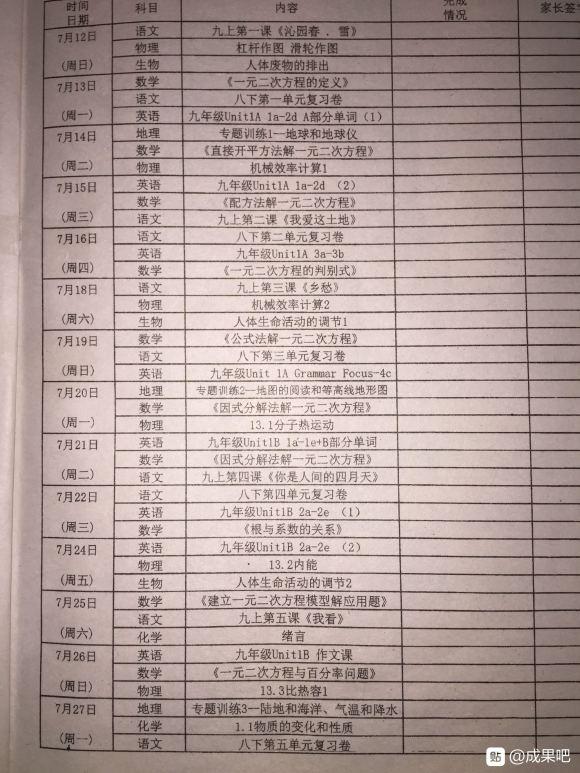 时间 科目 内容 完成 家长签
日期 情况
7月12日 语文 九上第一课《沁园春．雪》
物理 杠杆作图 滑轮作图
（周日） 生物 人体废物的排出
7月13日 数学 《一元二次方程的定义》
语文 八下第一单元复习卷
（周一） 英语 九年级Unit1A 1a-2d A部分单词（1）
7月14日 地理 专题训练1—地球和地球仪
数学 《直接开平方法解一元二次方程》
（周二） 物理 机械效率计算1
7月15日 英语 九年级Unit1A 1a-2d （2）
数学 《配方法解一元二次方程》
（周三） 语文 九上第二课《我爱这土地》
7月16日 语文 八下第二单元复习卷
英语 九年级Unit1A 3a-3b
（周四） 数学 《一元二次方程的判别式》
7月18日 语文 九上第三课《乡愁》
物理 机械效率计算2
（周六） 生物 人体生命活动的调节1
7月19日 数学 《公式法解一元二次方程》
语文 八下第三单元复习卷
（周日） 英语 九年级Unit 1A Grammar Focus-4c
7月20日 地理 专题训练2—地图的阅读和等高线地形图
数学 《因式分解法解一元二次方程》
（周一） 物理 13.1分子热运动
7月21日 英语 九年级Unit1B 1a-1e+B部分单词
数学 《因式分解法解一元二次方程》
（周二） 语文 九上第四课《你是人间的四月天》
7月22日 语文 八下第四单元复习卷
英语 九年级Unit1B 2a-2e （1）
（周三） 数学 《根与系数的关系》
7月24日 英语 九年级Unit1B 2a-2e （2）
物理 13.2内能
（周五） 生物 人体生命活动的调节2
7月25日 数学 《建立一元二次方程模型解应用题》
语文 九上第五课《我看》
（周六） 化学 绪言
7月26日 英语 九年级Unit1B 作文课
数学 《一元二次方程与百分率问题》
（周日） 物理 13.3比热容1
7月27日 地理 专题训练3—陆地和海洋、气温和降水
化学 1.1物质的变化和性质
（周一） 语文 八下第五单元复习卷
贴 @成果吧